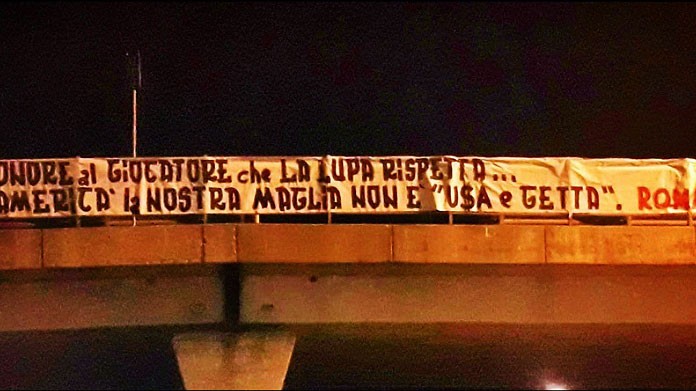 ONORE al GiOCATORE che LA LUPA RiSPETTA...
AMERICA' la NOSTRA MAGLIA NON E' "U$A e GETTA". ROM